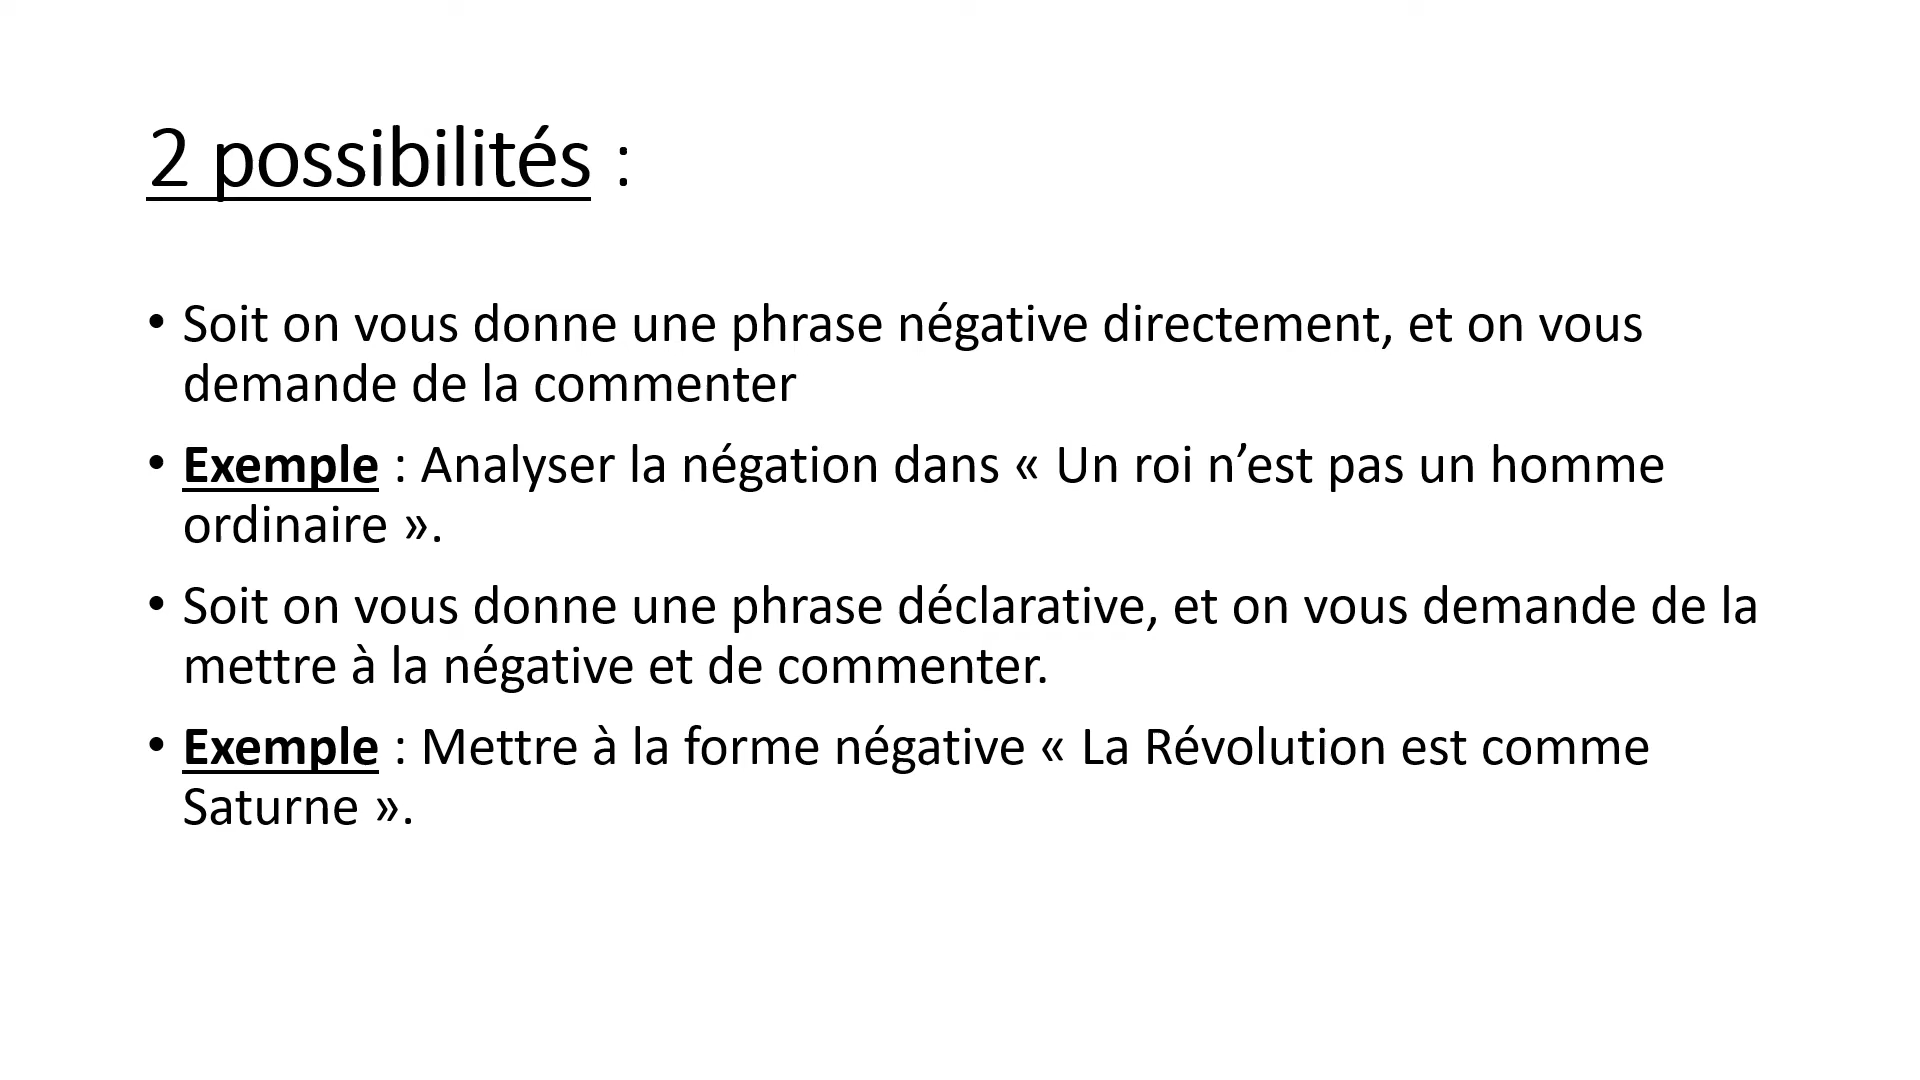 2 possibilités :
• Soit on vous donne une phrase négative directement, et on vous
demande de la commenter
• Exemple : Analyser la négation dans « Un roi n’est pas un homme
ordinaire ».
• Soit on vous donne une phrase déclarative, et on vous demande de la
mettre à la négative et de commenter.
• Exemple : Mettre à la forme négative « La Révolution est comme
Saturne ».